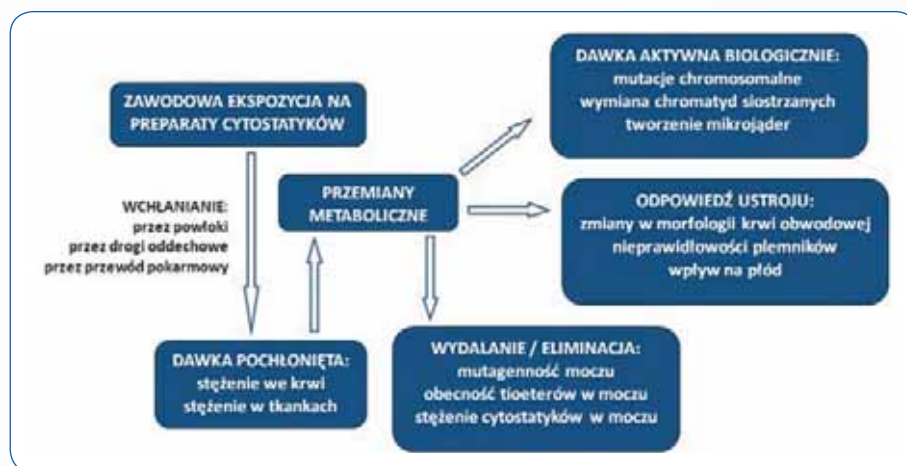 ZAWODOWA EKSPOZYCJA NA
PREPARATY CYTOSTATYKÓW
WCHŁANIANIE:
przez powłoki
przez drogi oddechowe
przez przewód pokarmowy
DAWKA POCHŁONIĘTA:
stężenie we krwi
stężenie w tkankach
PRZEMIANY
METABOLICZNE
DAWKA AKTYWNA BIOLOGICZNIE:
mutacje chromosomalne
wymiana chromatyd siostrzanych
tworzenie mikrojąder
ODPOWIEDŹ USTROJU:
zmiany w morfologii krwi obwodowej
nieprawidłowości plemników
wpływ na płód
WYDALANIE / ELIMINACJA:
mutagenność moczu
obecność tioeterów w moczu
stężenie cytostatyków w moczu